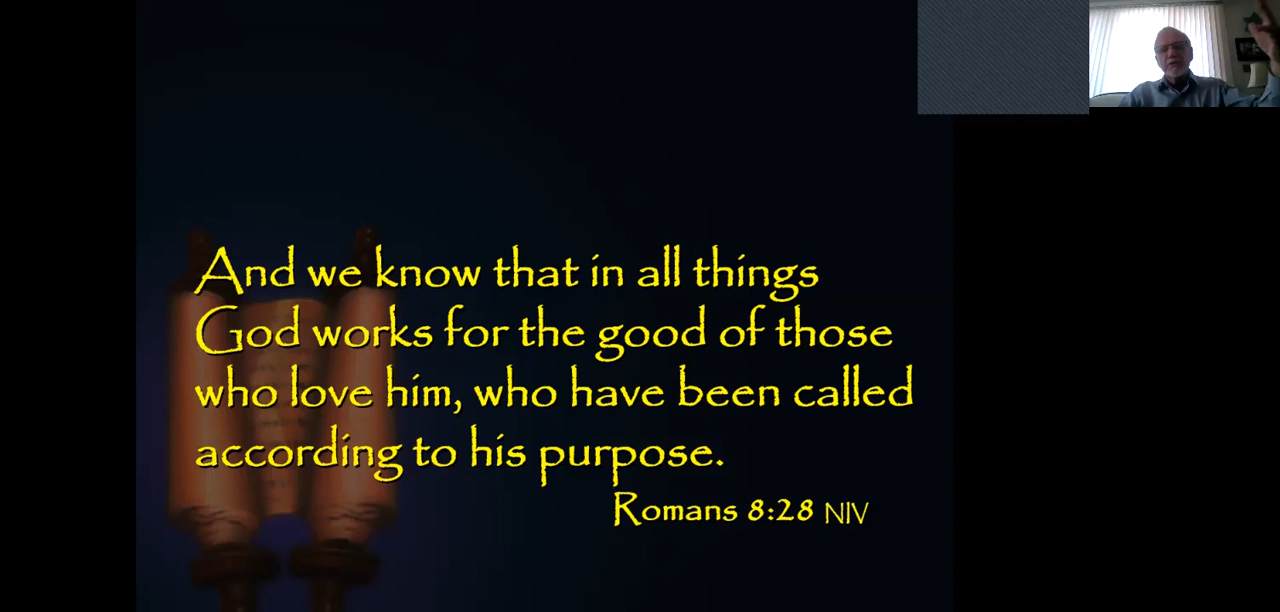 And we know that in all things
God works for the good of those
who love him, who have been called
according to his purpose.
Romans 8:28 NIV